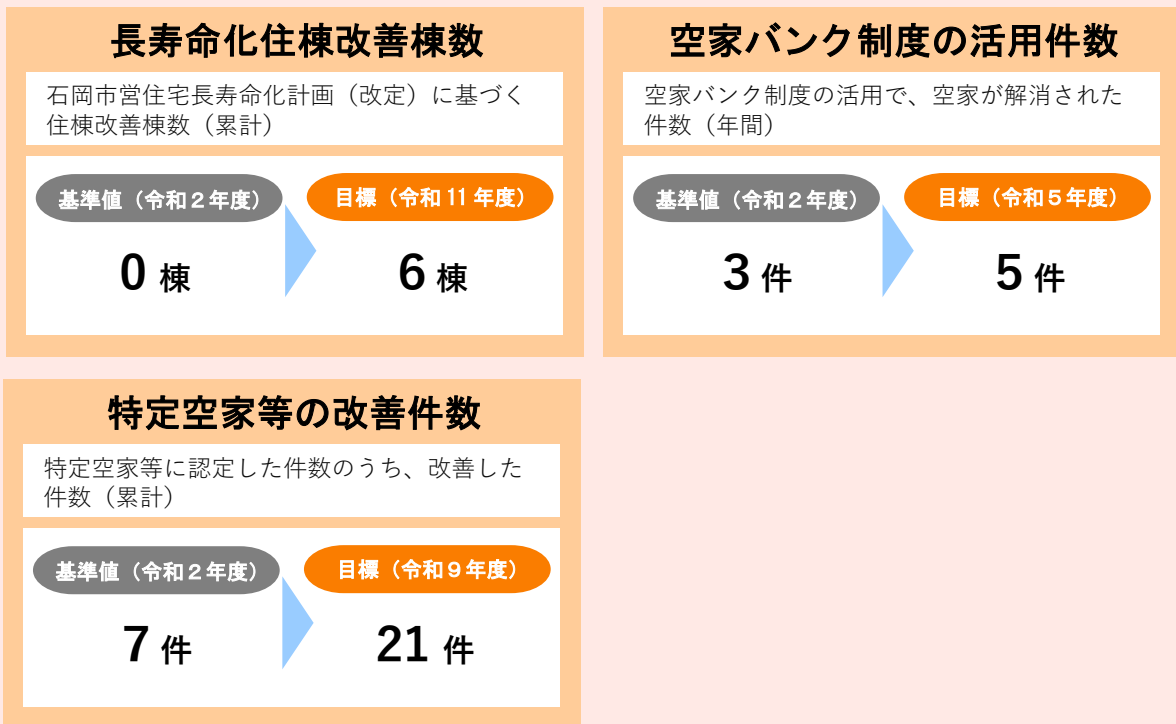 長寿命化住棟改善棟数
石岡市営住宅長寿命化計画（改定）に基づく
住棟改善棟数（累計）
基準値（令和２年度）
目標（令和 11 年度）
0 棟
6 棟
空家バンク制度の活用件数
空家バンク制度の活用で、空家が解消された
件数（年間）
基準値（令和２年度）
目標（令和５年度）
3 件
5 件
特定空家等の改善件数
特定空家等に認定した件数のうち、改善した
件数（累計）
基準値（令和２年度）
目標（令和９年度）
7 件
21 件